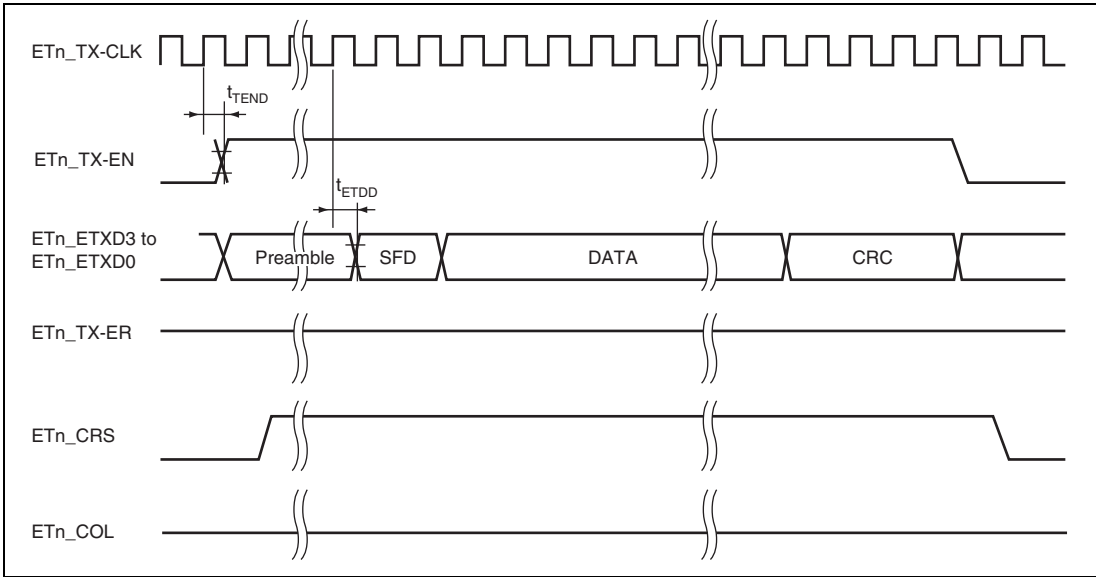 ETn_TX-CLK
tTEND
ETn_TX-EN
tETDD
ETn_ETXD3 to
ETn_ETXD0
Preamble
SFD
DATA
CRC
ETn_TX-ER
ETn_CRS
ETn_COL